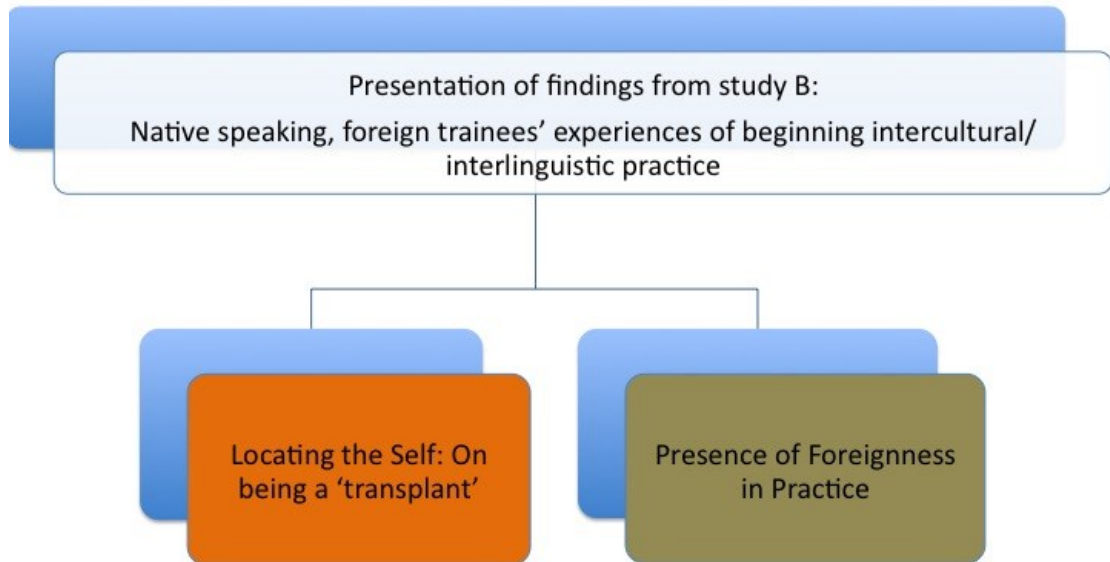 Presentation of findings from study B:
Native speaking, foreign trainees’ experiences of beginning intercultural/
interlinguistic practice
Locating the Self: On
being a ‘transplant’
Presence of Foreignness
in Practice